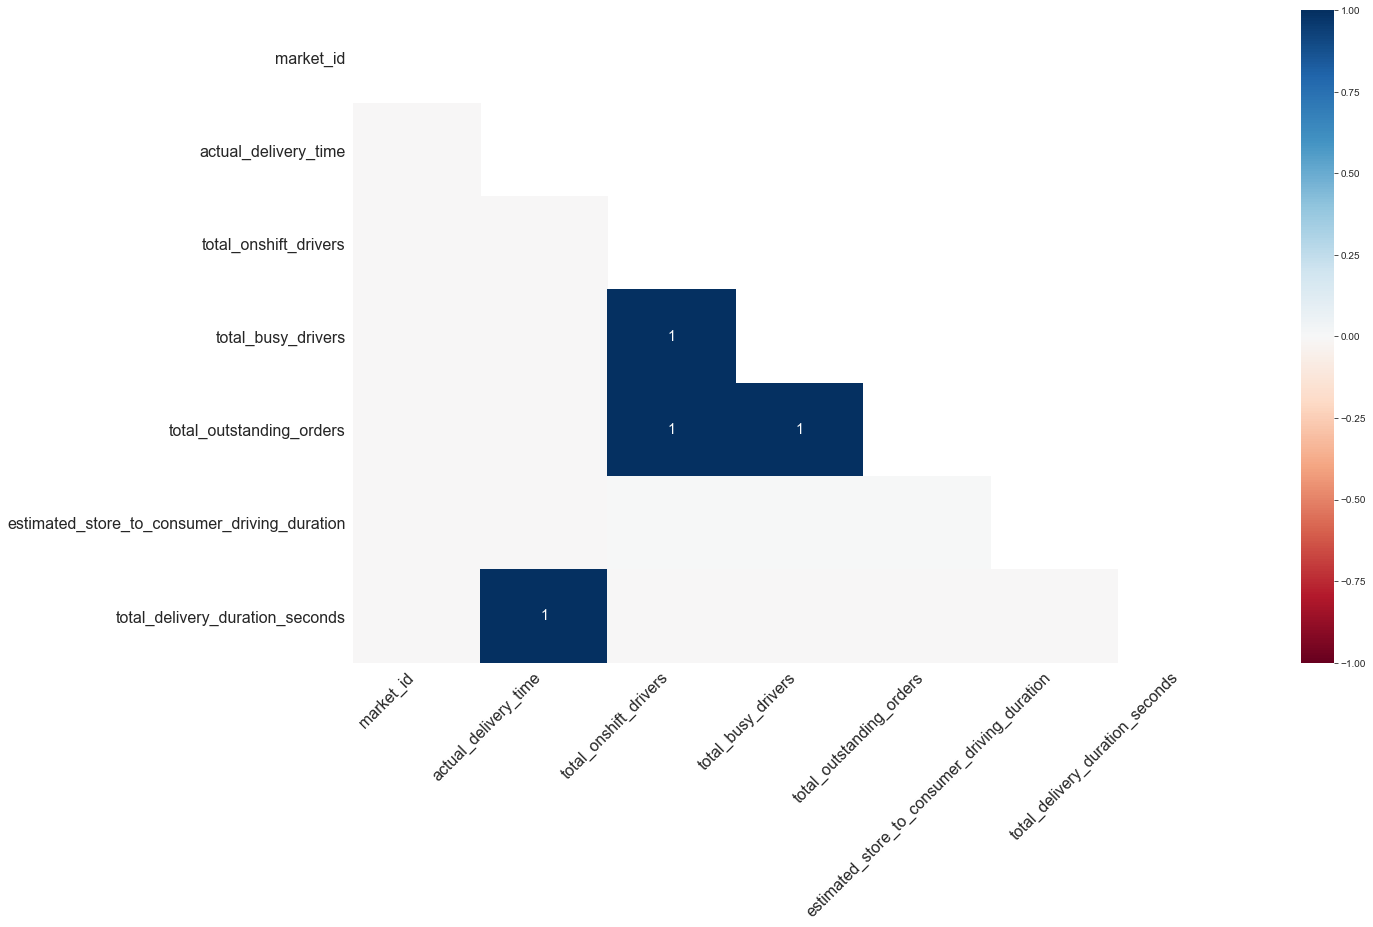 market_id
actual_delivery_time
total_onshift_drivers
total_busy_drivers
total_outstanding_orders
estimated_store_to_consumer_driving_duration
total_delivery_duration_seconds
1
1
1
1
market_id
actual_delivery_time
total_onshift_drivers
total_busy_drivers
total_outstanding_orders
estimated_store_to_consumer_driving_duration
total_delivery_duration_seconds
1.00
0.75
0.50
0.25
0.00
−0.25
−0.50
−0.75
−1.00